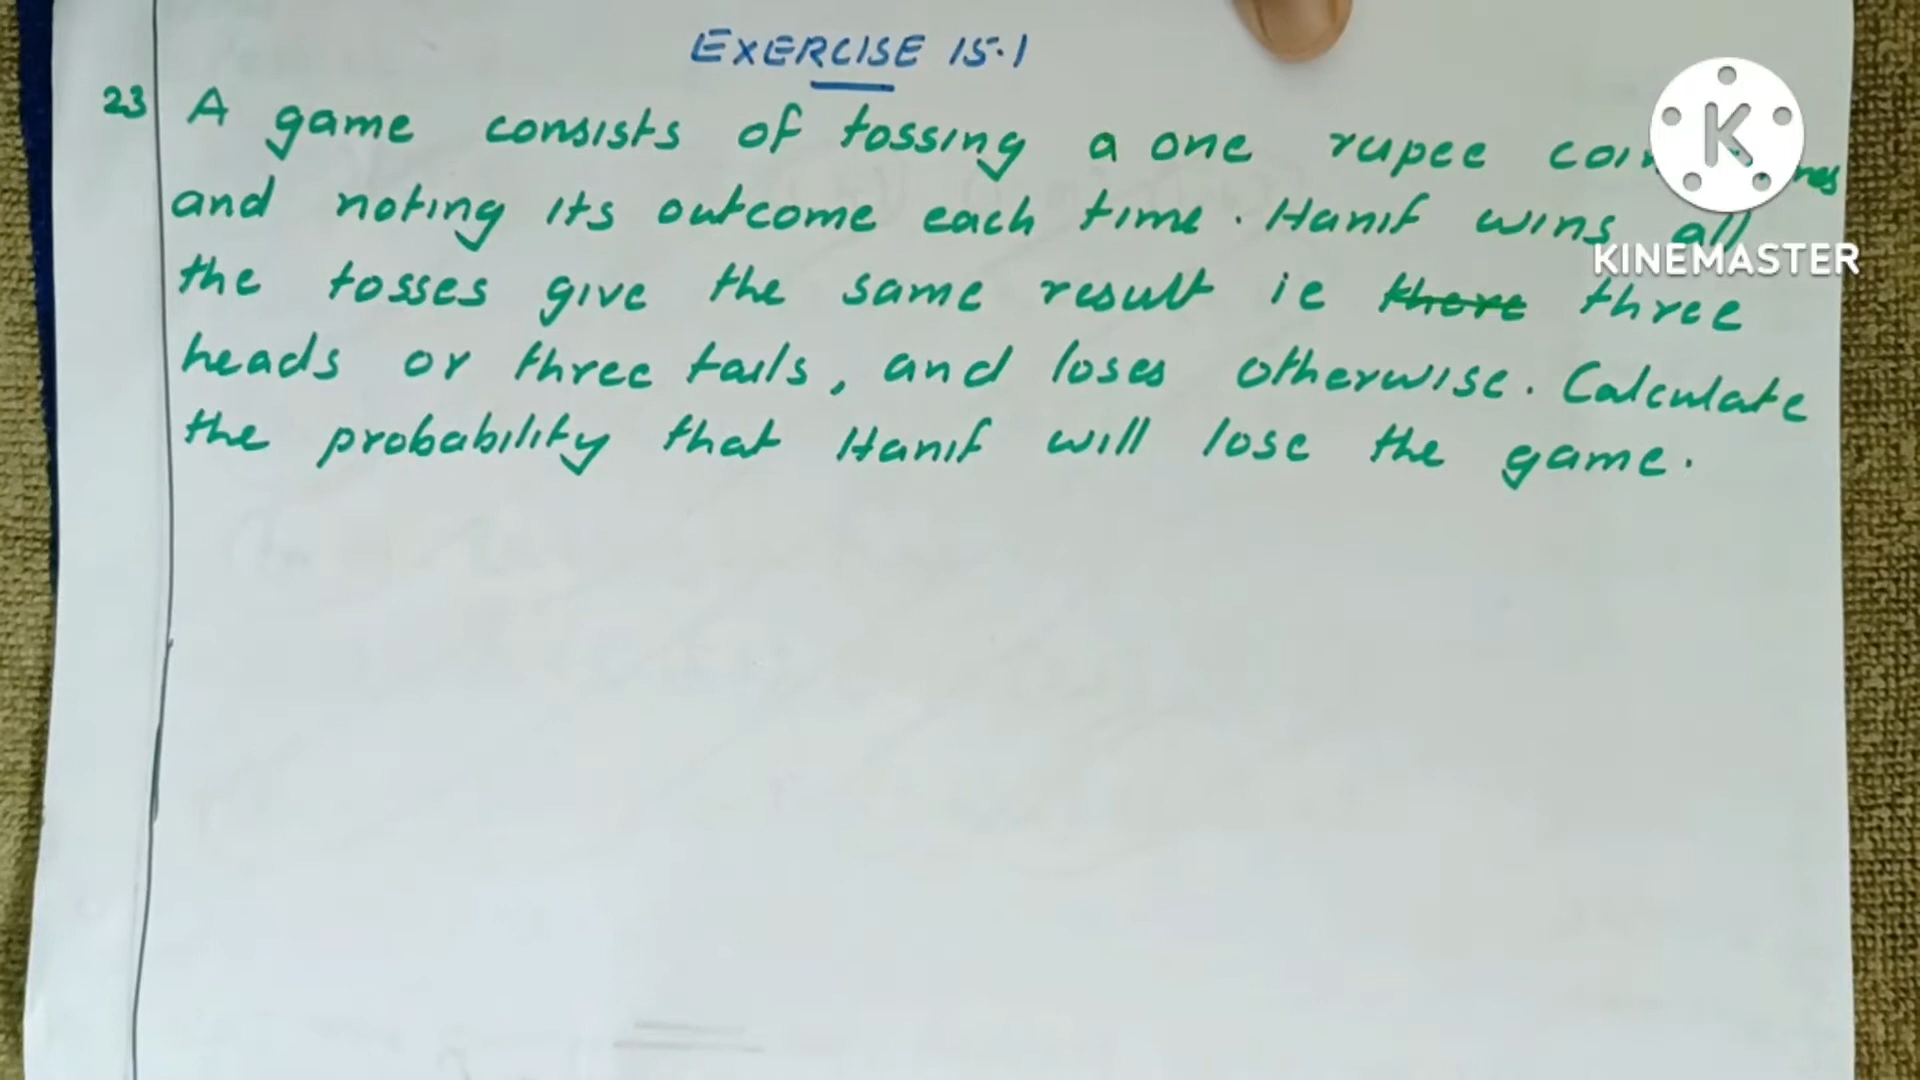 EXERCISE 15.1
23 A game consists of tossing a one rupee coin
and noting its outcome each time. Hanif wins all
the tosses give the same result ie there three
heads or three tails, and loses otherwise. Calculate
the probability that Hanif will lose the game.
K
KINEMASTER